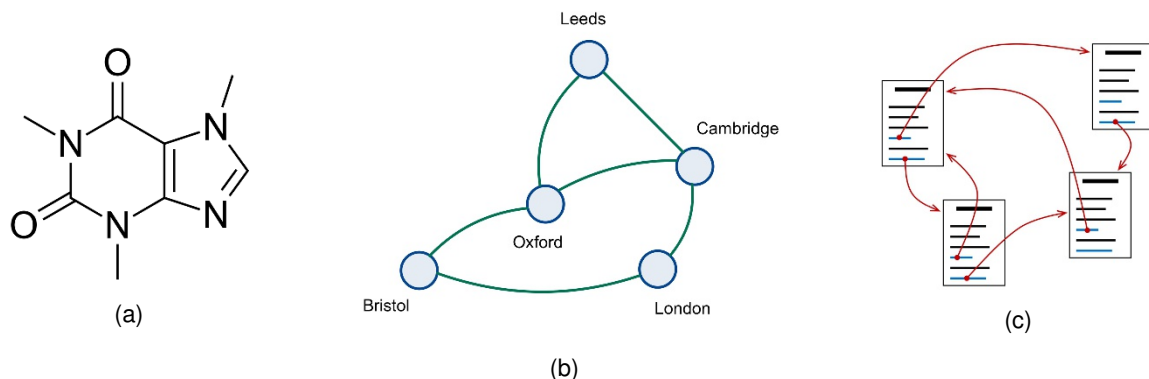 O
N
N
O
N
N
(a)
Leeds
Cambridge
Oxford
Bristol
London
(b)
(c)